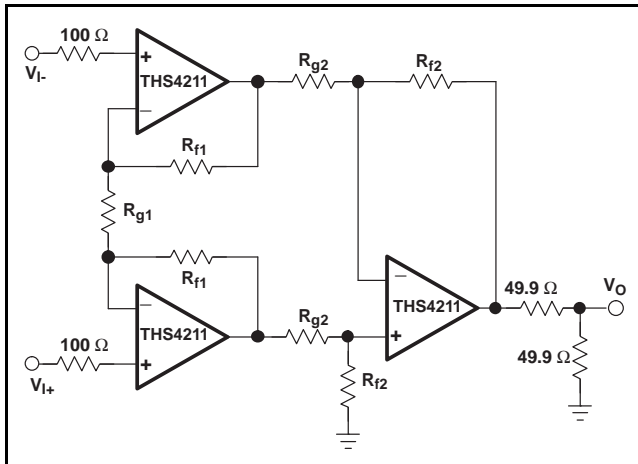 100 Ω
V_I-
+
THS4211
−
R_g2
R_f2
R_f1
R_g1
R_f1
−
THS4211
+
100 Ω
V_I+
R_g2
R_f2
−
THS4211
+
49.9 Ω
V_O
49.9 Ω